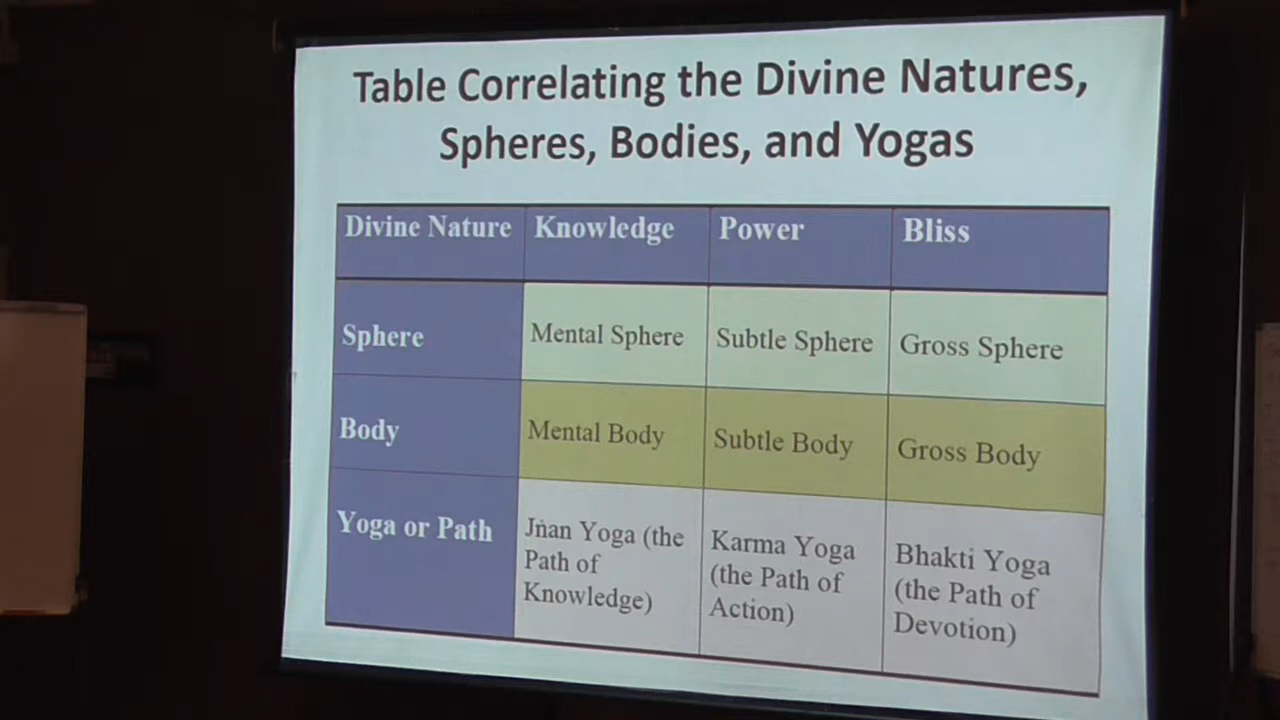 Table Correlating the Divine Natures,
Spheres, Bodies, and Yogas
Divine Nature Knowledge Power Bliss
Sphere Mental Sphere Subtle Sphere Gross Sphere
Body Mental Body Subtle Body Gross Body
Yoga or Path
Jñan Yoga (the
Path of
Knowledge)
Karma Yoga
(the Path of
Action)
Bhakti Yoga
(the Path of
Devotion)